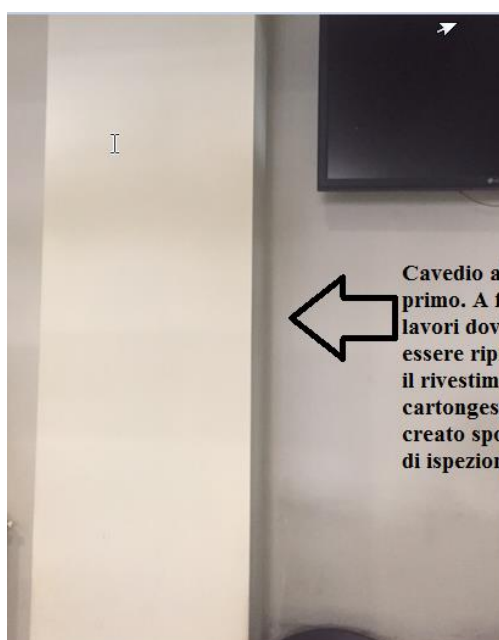 Cavedio a
primo. A f
lavori dov
essere rip
il rivestim
cartonges
creato spo
di ispezion